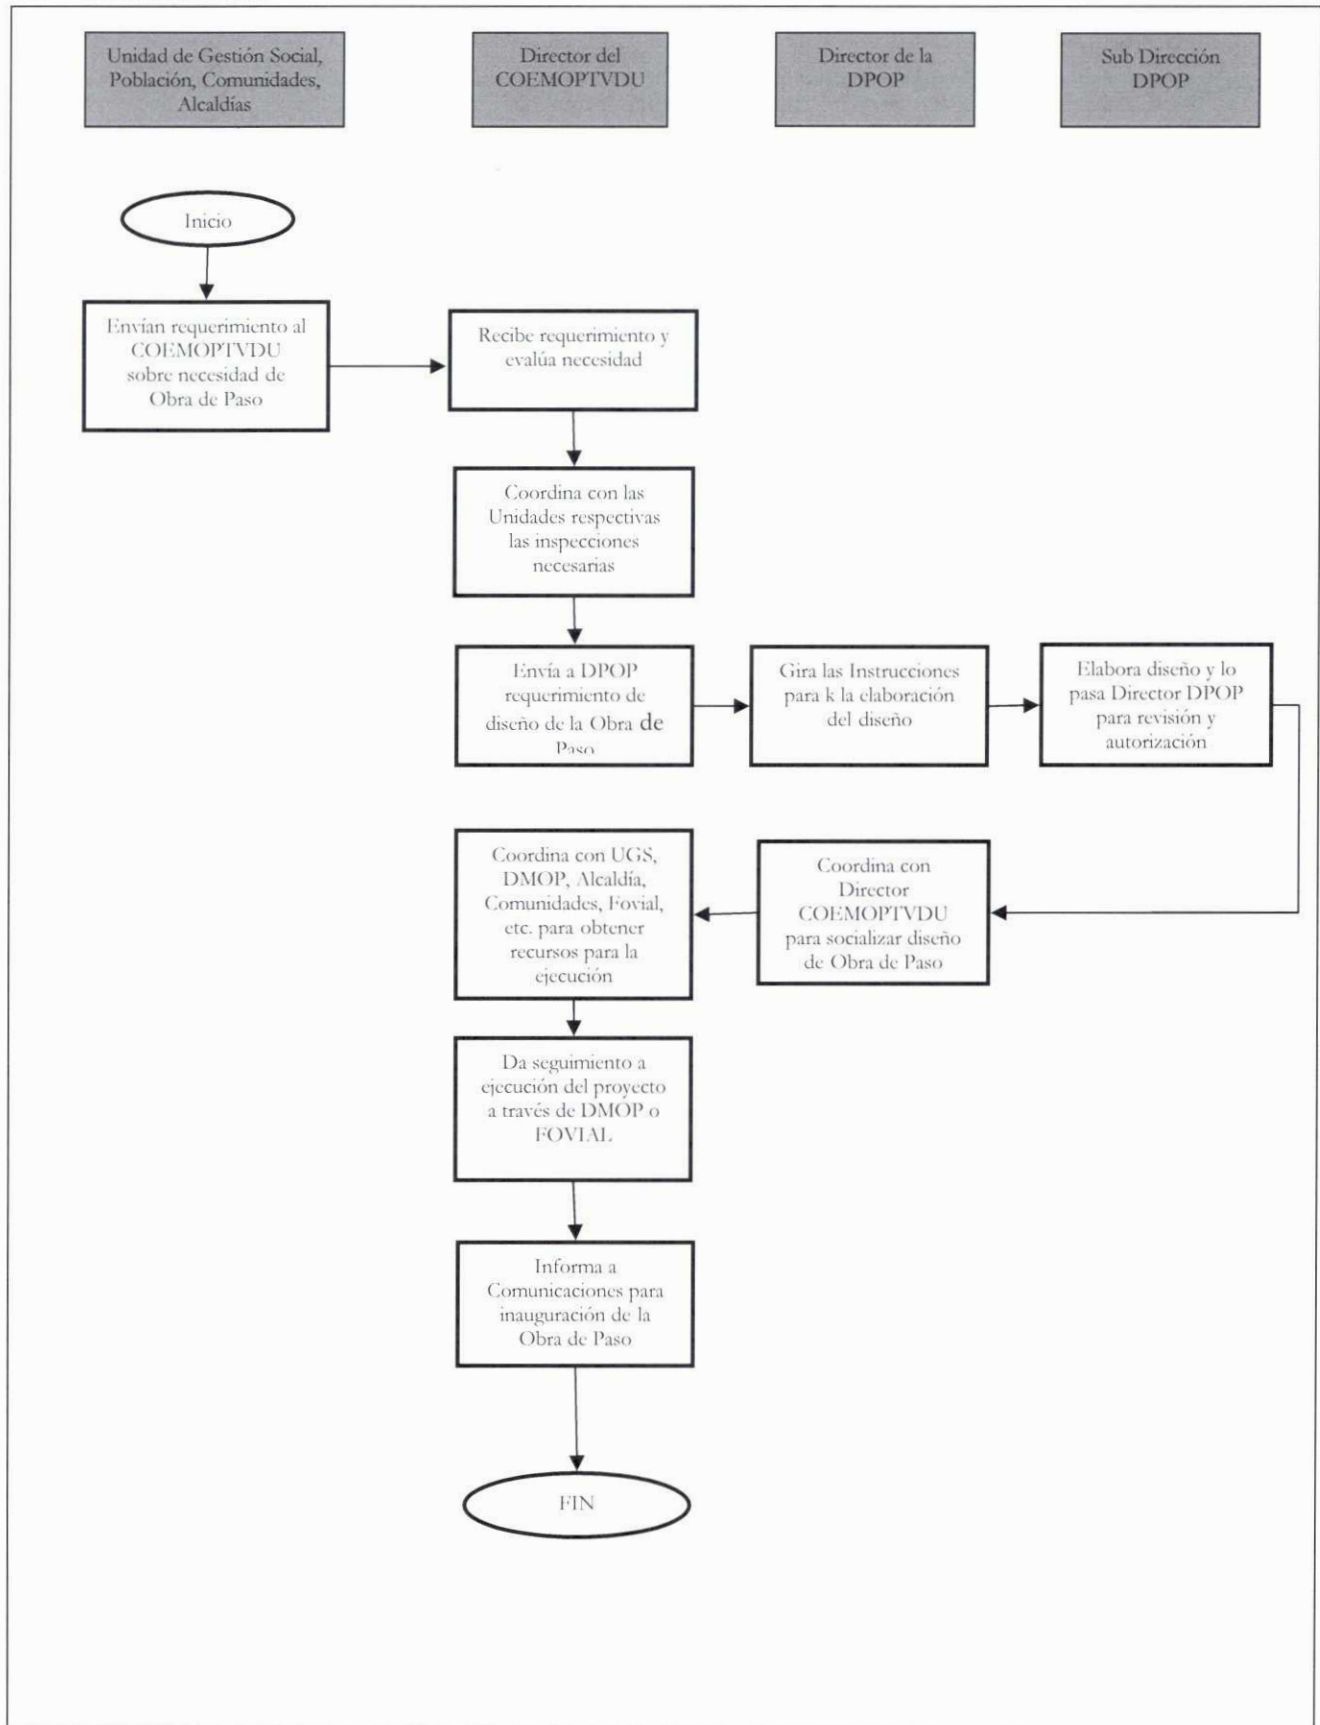 Unidad de Gestión Social,
Población, Comunidades,
Alcaldías
Director del
COEMOPTVDU
Director de la
DPOP
Sub Dirección
DPOP
Inicio
Envían requerimiento al
COEMOPTVDU
sobre necesidad de
Obra de Paso
Recibe requerimiento y
evalúa necesidad
Coordina con las
Unidades respectivas
las inspecciones
necesarias
Envía a DPOP
requerimiento de
diseño de la Obra de
Paso
Gira las Instrucciones
para k la elaboración
del diseño
Elabora diseño y lo
pasa Director DPOP
para revisión y
autorización
Coordina con UGS,
DMOP, Alcaldía,
Comunidades, Fovial,
etc. para obtener
recursos para la
ejecución
Coordina con
Director
COEMOPTVDU
para socializar diseño
de Obra de Paso
Da seguimiento a
ejecución del proyecto
a través de DMOP o
FOVIAL
Informa a
Comunicaciones para
inauguración de la
Obra de Paso
FIN